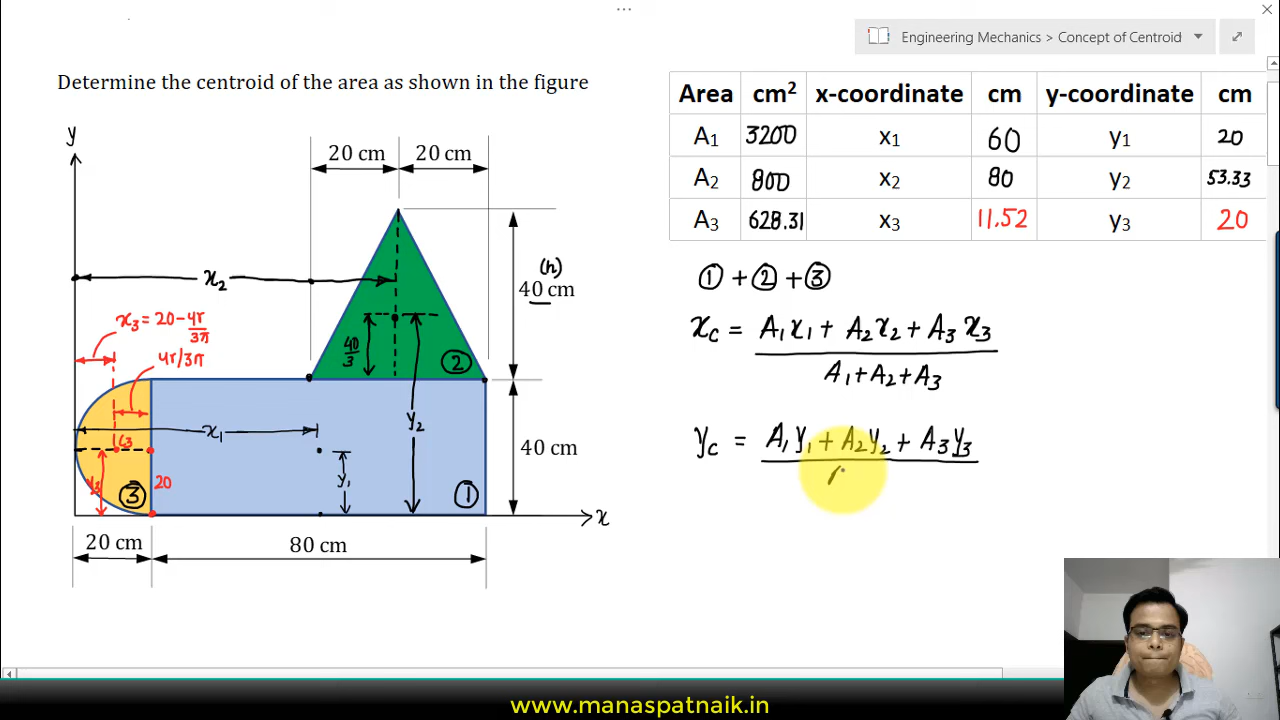 Engineering Mechanics > Concept of Centroid
Determine the centroid of the area as shown in the figure
y
20 cm 20 cm
x₂
(h)
40 cm
x₃ = 20 - 4r/3π
4r/3π
40/3
②
y₂
x₁
G3
y₃
20
③
y₁
①
40 cm
x
20 cm 80 cm
Area cm² x-coordinate cm y-coordinate cm
A₁ 3200 x₁ 60 y₁ 20
A₂ 800 x₂ 80 y₂ 53.33
A₃ 628.31 x₃ 11.52 y₃ 20
① + ② + ③
x_c = A₁x₁ + A₂x₂ + A₃x₃
A₁ + A₂ + A₃
y_c = A₁y₁ + A₂y₂ + A₃y₃
www.manaspatnaik.in